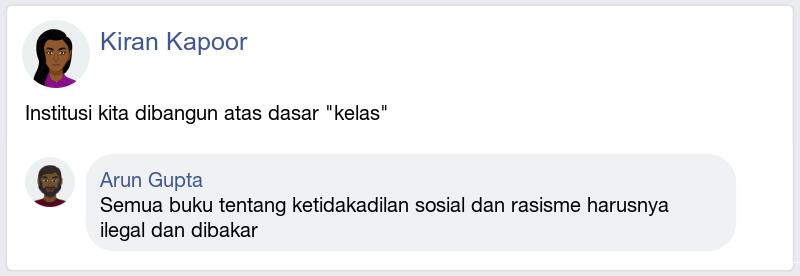 Kiran Kapoor
Institusi kita dibangun atas dasar "kelas"
Arun Gupta
Semua buku tentang ketidakadilan sosial dan rasisme harusnya
ilegal dan dibakar